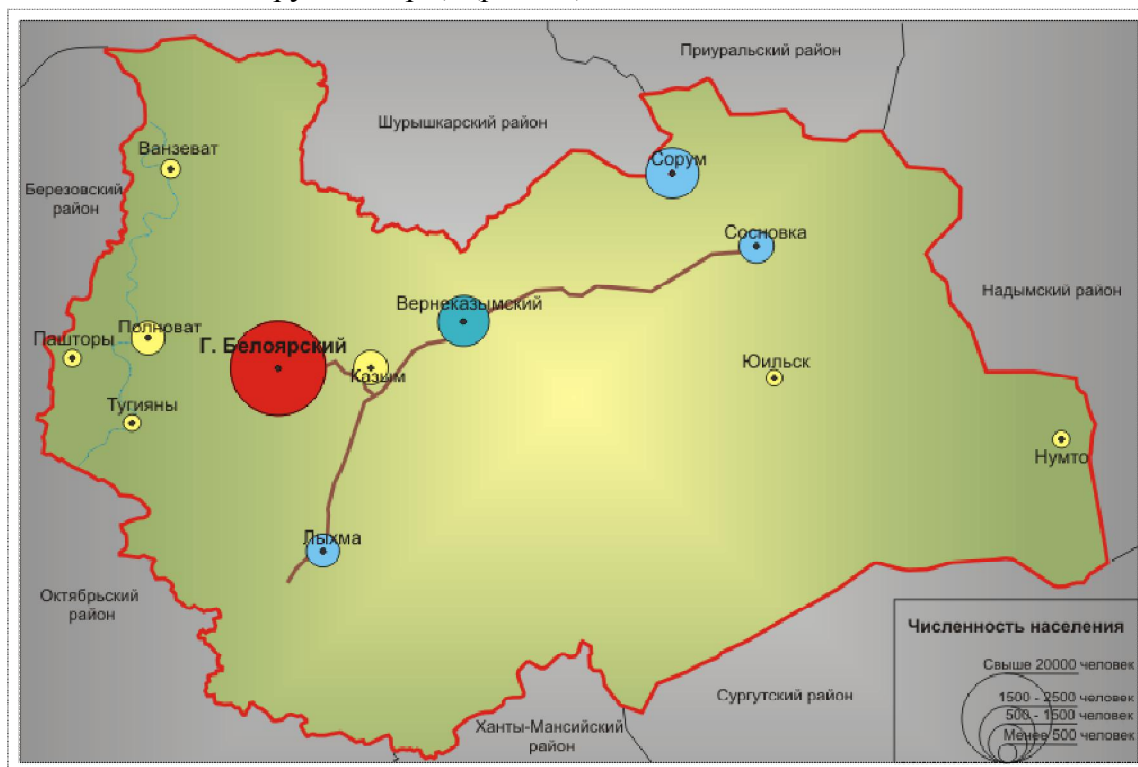 Приуральский район
Шурышкарский район
Ванзеват
Сорум
Березовский
район
Сосновка
Надымский район
Вернеказымский
Полноват
Пашторы
Г. Белоярский
Казым
Юильск
Тугияны
Нумто
Лыхма
Октябрьский
район
Численность населения
Свыше 20000 человек
Сургутский район
1500 - 2500 человек
500 - 1500 человек
Ханты-Мансийский
район
Менее 500 человек